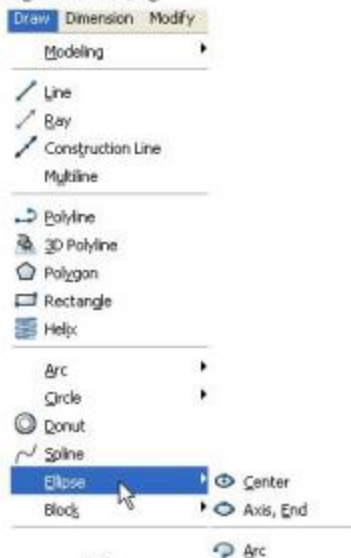 Draw Dimension Modify
Modeling
Line
Ray
Construction Line
Multiline
Polyline
3D Polyline
Polygon
Rectangle
Helix
Arc
Circle
Donut
Spline
Ellipse
Center
Block
Axis, End
Arc